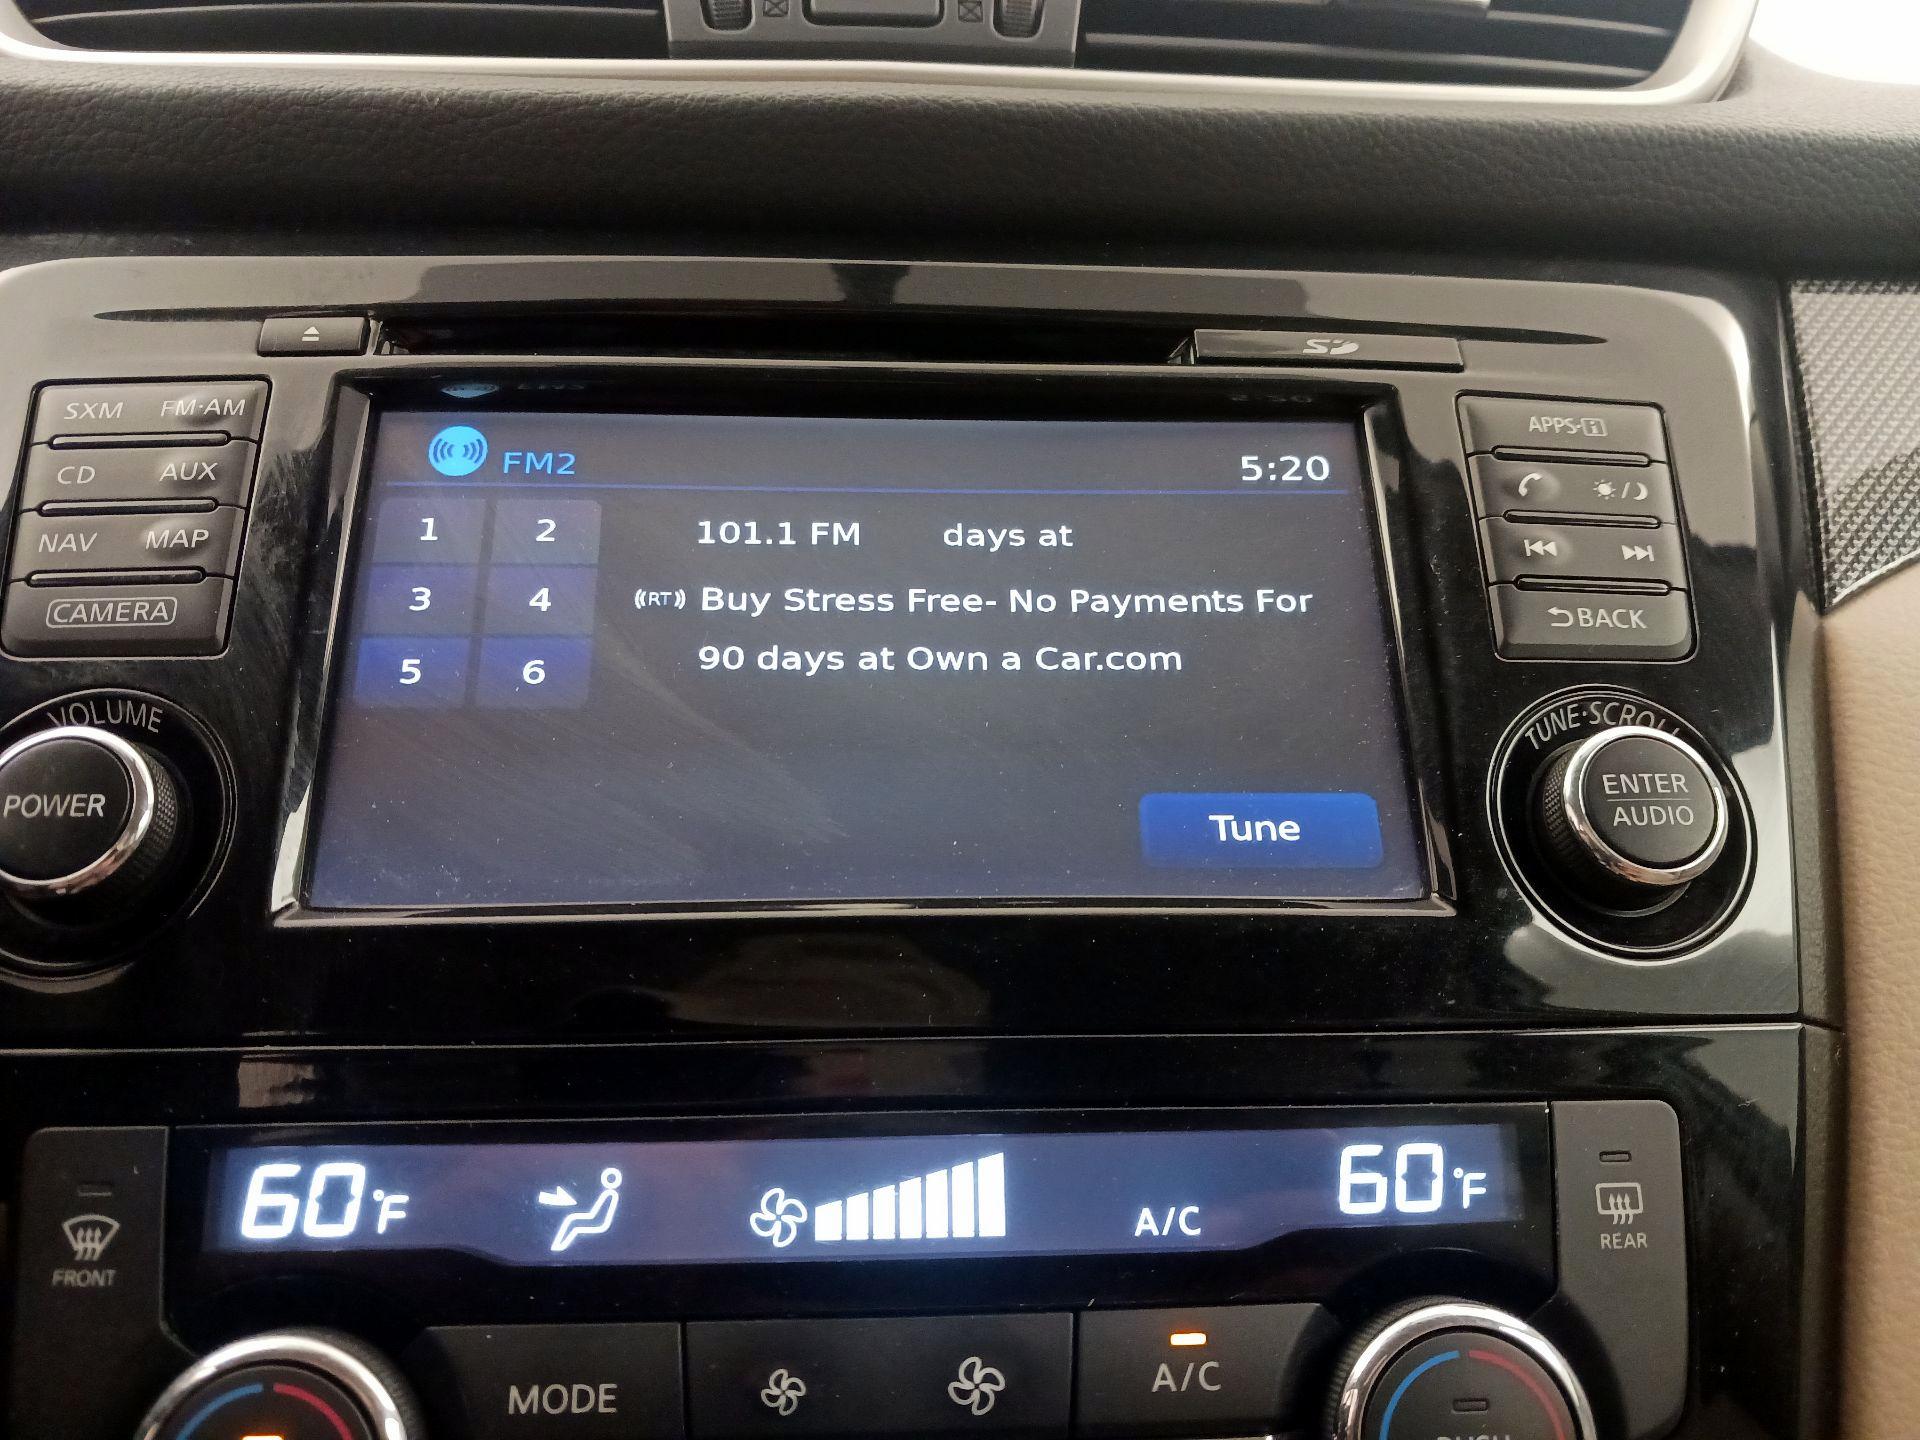 SD
SXM FM·AM
CD AUX
NAV MAP
CAMERA
VOLUME
POWER
FM2 5:20
1 2
3 4
5 6
101.1 FM days at
RT Buy Stress Free- No Payments For
90 days at Own a Car.com
Tune
APPS·i
BACK
TUNE·SCROLL
ENTER
AUDIO
60°F A/C 60°F
FRONT
REAR
MODE
A/C